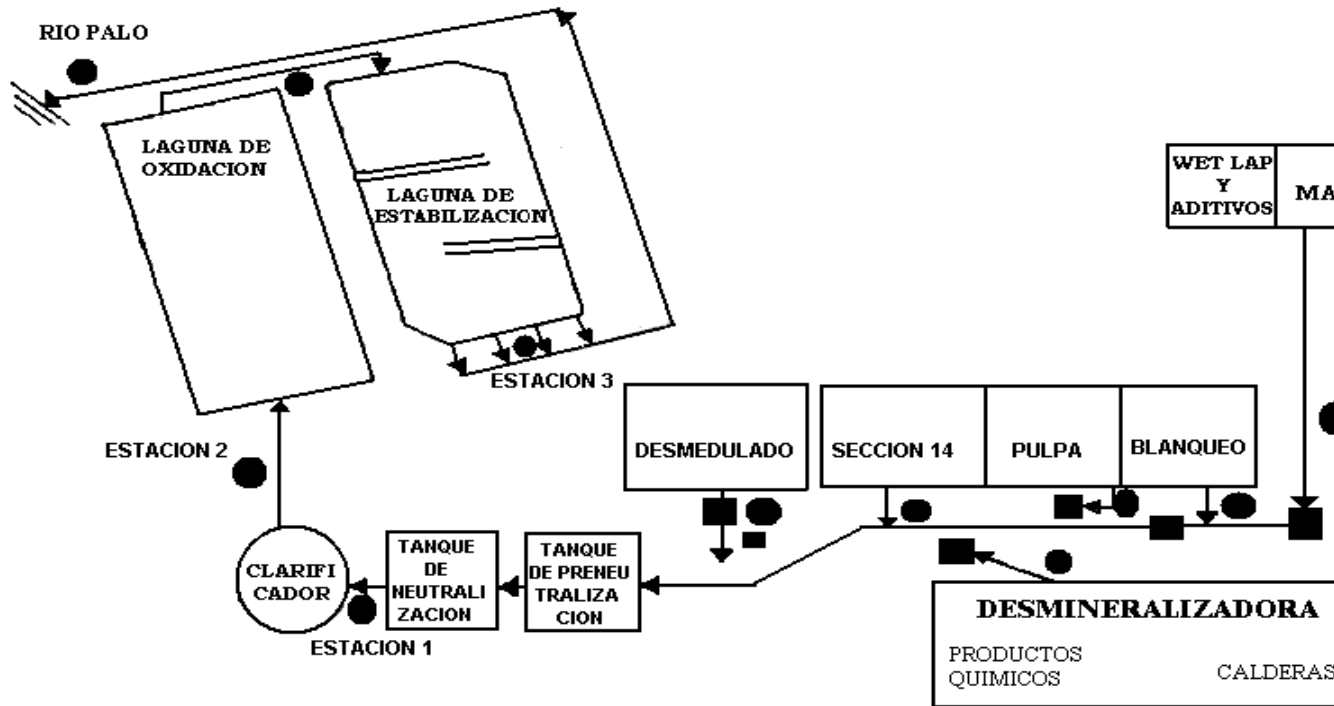 RIO PALO
LAGUNA DE
OXIDACION
LAGUNA DE
ESTABILIZACION
WET LAP
Y
ADITIVOS
MA
ESTACION 3
ESTACION 2
DESMEDULADO
SECCION 14
PULPA
BLANQUEO
CLARIFI
CADOR
TANQUE
DE
NEUTRALI
ZACION
TANQUE
DE PRENEU
TRALIZA
CION
ESTACION 1
DESMINERALIZADORA
PRODUCTOS
QUIMICOS
CALDERAS